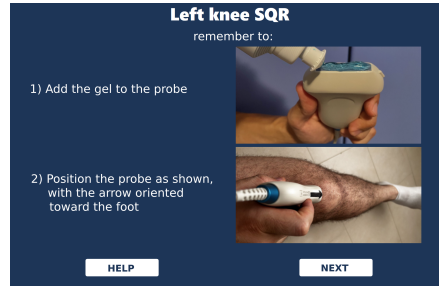 Left knee SQR
remember to:
1) Add the gel to the probe
2) Position the probe as shown,
with the arrow oriented
toward the foot
HELP
NEXT